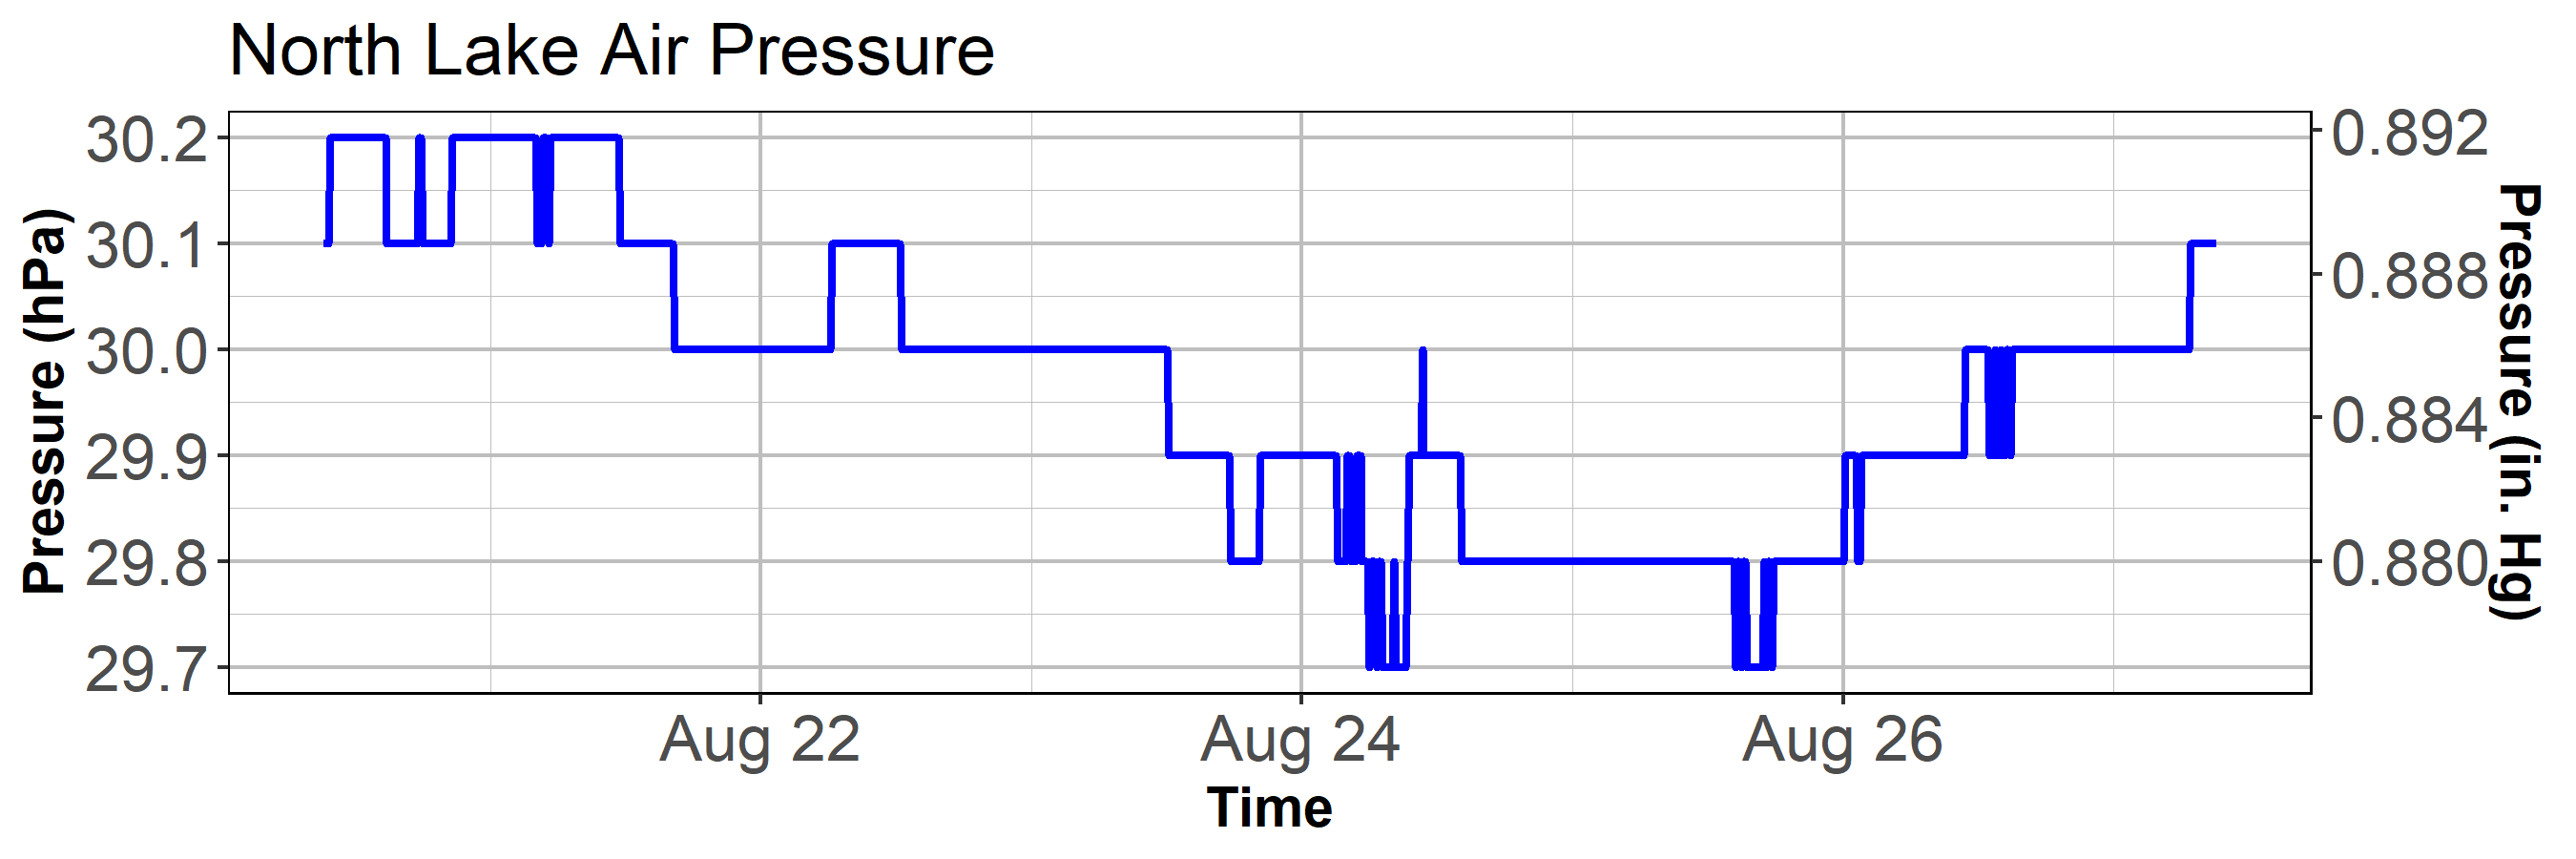 North Lake Air Pressure
Pressure (hPa)
30.2
30.1
30.0
29.9
29.8
29.7
0.892
0.888
0.884
0.880
Pressure (in. Hg)
Aug 22
Aug 24
Aug 26
Time